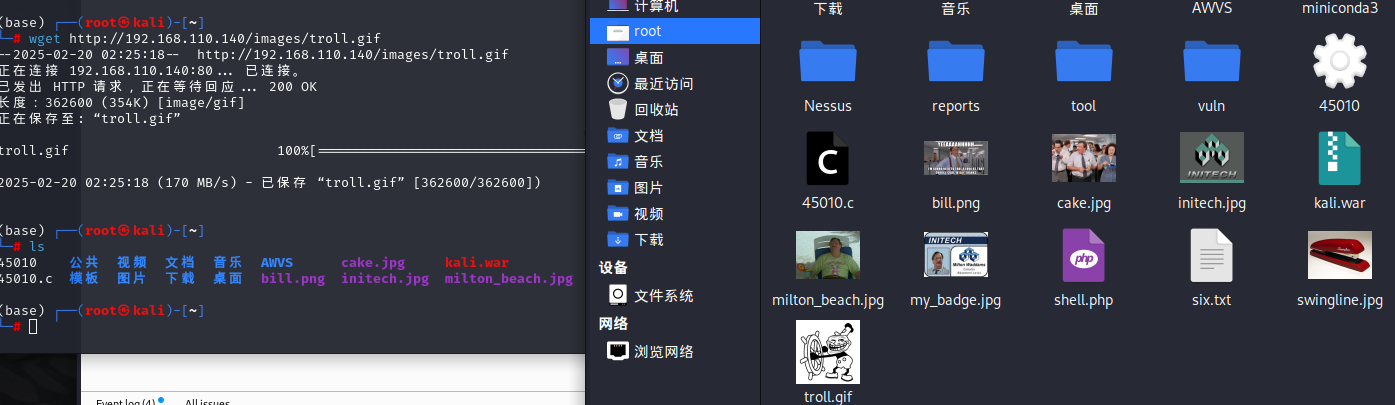 (base) ┌──(root㉿kali)-[~]
└─# wget http://192.168.110.140/images/troll.gif
--2025-02-20 02:25:18-- http://192.168.110.140/images/troll.gif
正在连接 192.168.110.140:80... 已连接。
已发出 HTTP 请求，正在等待回应... 200 OK
长度：362600 (354K) [image/gif]
正在保存至: “troll.gif”
troll.gif 100%[
2025-02-20 02:25:18 (170 MB/s) - 已保存 “troll.gif” [362600/362600])
(base) ┌──(root㉿kali)-[~]
└─# ls
45010 公共 视频 文档 音乐 AWVS cake.jpg kali.war
45010.c 模板 图片 下载 桌面 bill.png initech.jpg milton_beach.jpg
(base) ┌──(root㉿kali)-[~]
└─#
Event log (4) All issues
计算机
root
桌面
最近访问
回收站
文档
音乐
图片
视频
下载
设备
文件系统
网络
浏览网络
下载 音乐 桌面 AWVS miniconda3
Nessus reports tool vuln 45010
C
INITECH
45010.c bill.png cake.jpg initech.jpg kali.war
INITECH
php
milton_beach.jpg my_badge.jpg shell.php six.txt swingline.jpg
troll.gif